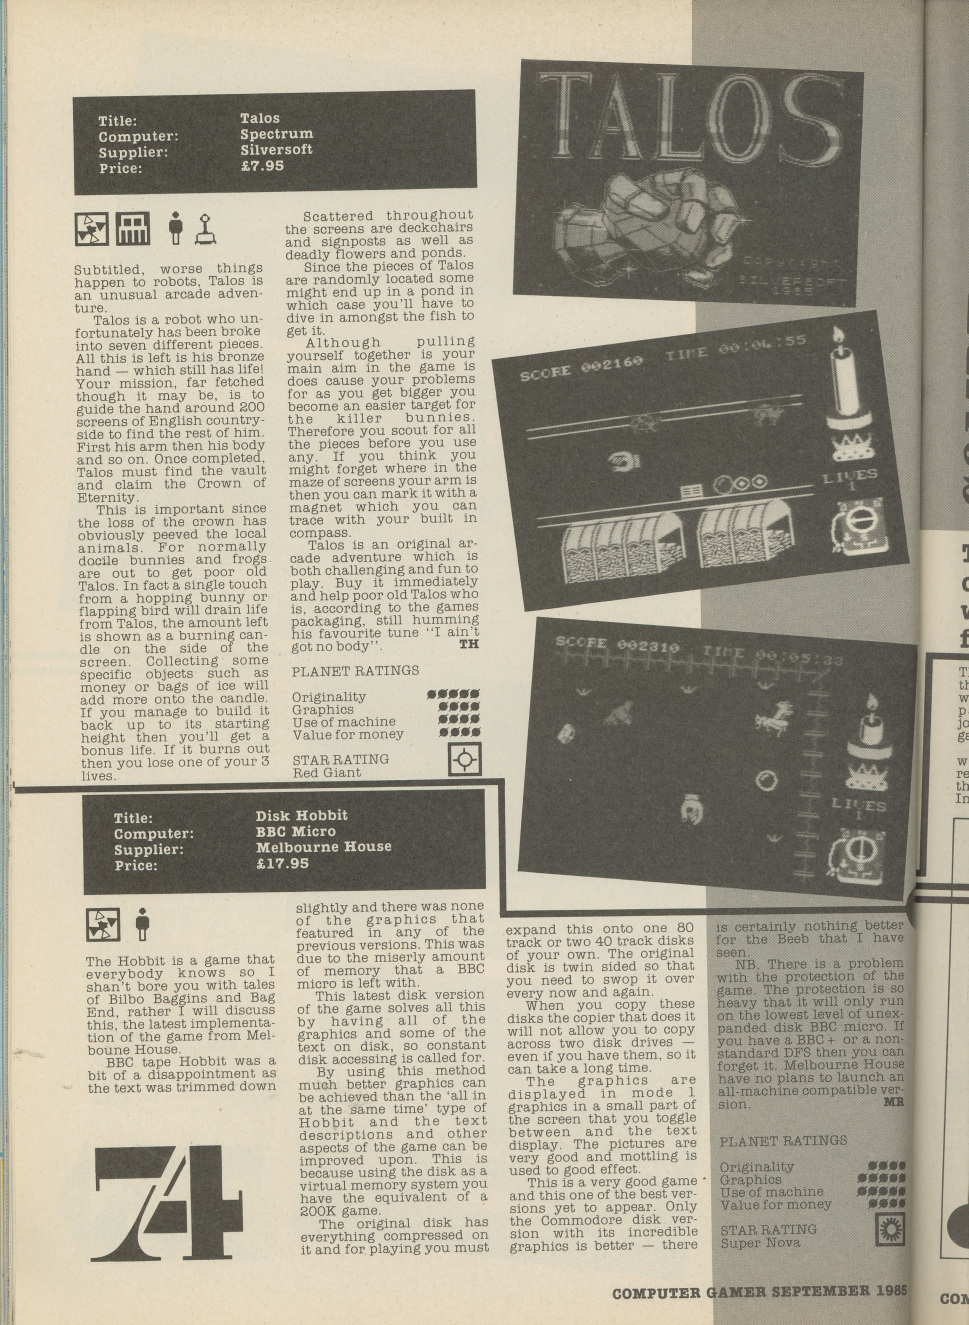 Title: Talos
Computer: Spectrum
Supplier: Silversoft
Price: £7.95
Subtitled, worse things
happen to robots, Talos is
an unusual arcade adven-
ture.
Talos is a robot who un-
fortunately has been broke
into seven different pieces.
All this is left is his bronze
hand — which still has life!
Your mission, far fetched
though it may be, is to
guide the hand around 200
screens of English country-
side to find the rest of him.
First his arm then his body
and so on. Once completed,
Talos must find the vault
and claim the Crown of
Eternity.
This is important since
the loss of the crown has
obviously peeved the local
animals. For normally
docile bunnies and frogs
are out to get poor old
Talos. In fact a single touch
from a hopping bunny or
flapping bird will drain life
from Talos, the amount left
is shown as a burning can-
dle on the side of the
screen. Collecting some
specific objects such as
money or bags of ice will
add more onto the candle.
If you manage to build it
back up to its starting
height then you'll get a
bonus life. If it burns out
then you lose one of your 3
lives.
Scattered throughout
the screens are deckchairs
and signposts as well as
deadly flowers and ponds.
Since the pieces of Talos
are randomly located some
might end up in a pond in
which case you'll have to
dive in amongst the fish to
get it.
Although pulling
yourself together is your
main aim in the game is
does cause your problems
for as you get bigger you
become an easier target for
the killer bunnies.
Therefore you scout for all
the pieces before you use
any. If you think you
might forget where in the
maze of screens your arm is
then you can mark it with a
magnet which you can
trace with your built in
compass.
Talos is an original ar-
cade adventure which is
both challenging and fun to
play. Buy it immediately
and help poor old Talos who
is, according to the games
packaging, still humming
his favourite tune "I ain't
got no body". TH
PLANET RATINGS
Originality
Graphics
Use of machine
Value for money
STAR RATING
Red Giant
TALOS
SCORE 002160 TIME 00:04:55
LIVES
1
SCORE 002310 TIME 00:05:33
LIVES
1
Title: Disk Hobbit
Computer: BBC Micro
Supplier: Melbourne House
Price: £17.95
The Hobbit is a game that
everybody knows so I
shan't bore you with tales
of Bilbo Baggins and Bag
End, rather I will discuss
this, the latest implementa-
tion of the game from Mel-
boune House.
BBC tape Hobbit was a
bit of a disappointment as
the text was trimmed down
slightly and there was none
of the graphics that
featured in any of the
previous versions. This was
due to the miserly amount
of memory that a BBC
micro is left with.
This latest disk version
of the game solves all this
by having all of the
graphics and some of the
text on disk, so constant
disk accessing is called for.
By using this method
much better graphics can
be achieved than the 'all in
at the same time' type of
Hobbit and the text
descriptions and other
aspects of the game can be
improved upon. This is
because using the disk as a
virtual memory system you
have the equivalent of a
200K game.
The original disk has
everything compressed on
it and for playing you must
expand this onto one 80
track or two 40 track disks
of your own. The original
disk is twin sided so that
you need to swop it over
every now and again.
When you copy these
disks the copier that does it
will not allow you to copy
across two disk drives —
even if you have them, so it
can take a long time.
The graphics are
displayed in mode 1
graphics in a small part of
the screen that you toggle
between and the text
display. The pictures are
very good and mottling is
used to good effect.
This is a very good game
and this one of the best ver-
sions yet to appear. Only
the Commodore disk ver-
sion with its incredible
graphics is better — there
is certainly nothing better
for the Beeb that I have
seen.
NB. There is a problem
with the protection of the
game. The protection is so
heavy that it will only run
on the lowest level of unex-
panded disk BBC micro. If
you have a BBC+ or a non-
standard DFS then you can
forget it. Melbourne House
have no plans to launch an
all-machine compatible ver-
sion. MR
PLANET RATINGS
Originality
Graphics
Use of machine
Value for money
STAR RATING
Super Nova
74
COMPUTER GAMER SEPTEMBER 1985